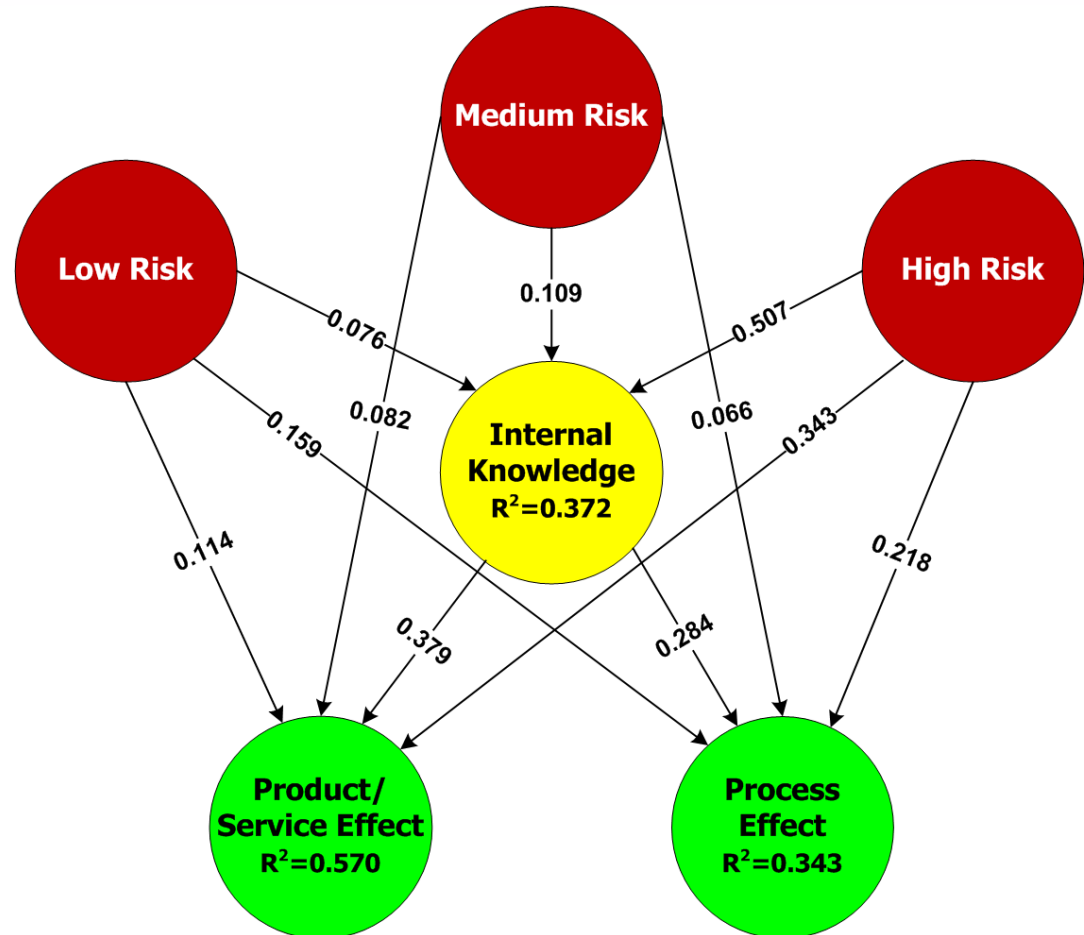 Medium Risk
Low Risk
High Risk
0.109
0.076
0.507
0.082
0.066
0.159
0.343
Internal
Knowledge
R²=0.372
0.114
0.218
0.379
0.284
Product/
Service Effect
R²=0.570
Process
Effect
R²=0.343